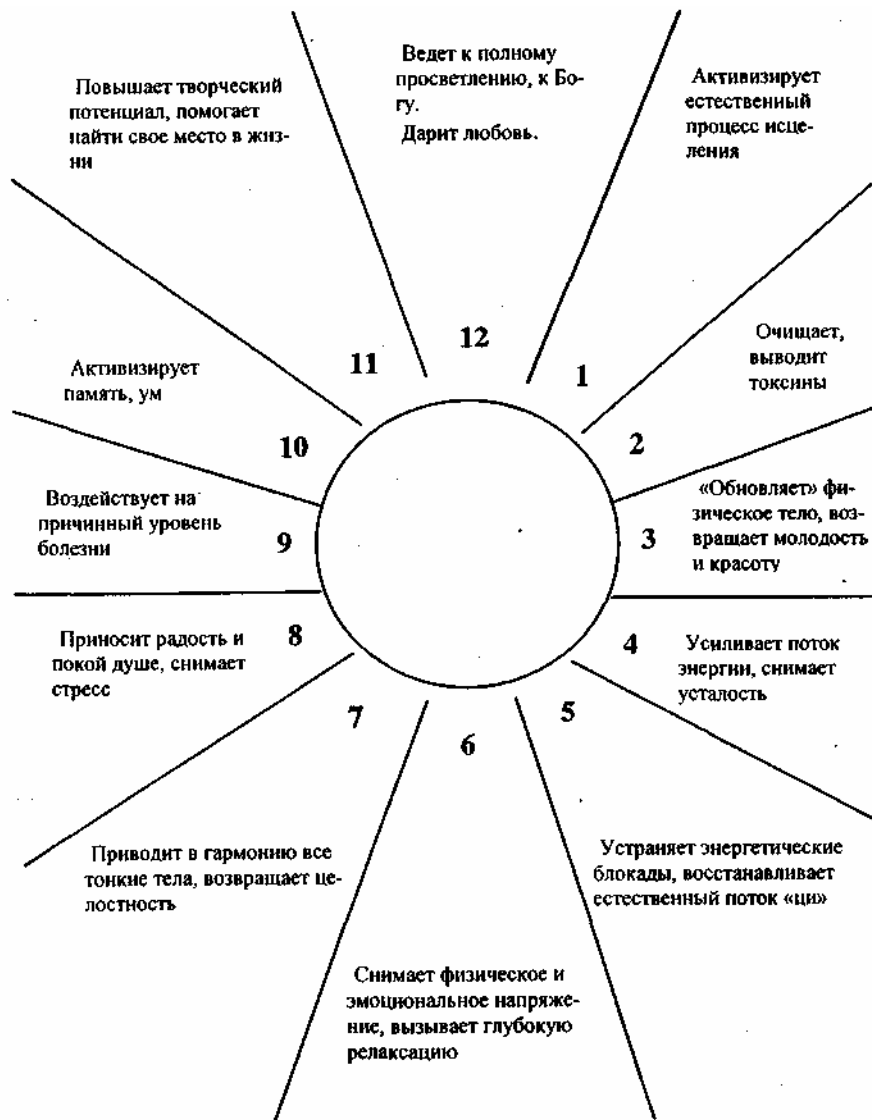 Ведет к полному
просветлению, к Бо-
гу.
Дарит любовь.
12
Активизирует
естественный
процесс исце-
ления
1
Очищает,
выводит
токсины
2
«Обновляет» фи-
зическое тело, воз-
вращает молодость
и красоту
3
Усиливает поток
энергии, снимает
усталость
4
Устраняет энергетические
блокады, восстанавливает
естественный поток «ци»
5
Снимает физическое и
эмоциональное напряже-
ние, вызывает глубокую
релаксацию
6
Приводит в гармонию все
тонкие тела, возвращает це-
лостность
7
Приносит радость и
покой душе, снимает
стресс
8
Воздействует на
причинный уровень
болезни
9
Активизирует
память, ум
10
Повышает творческий
потенциал, помогает
найти свое место в жиз-
ни
11